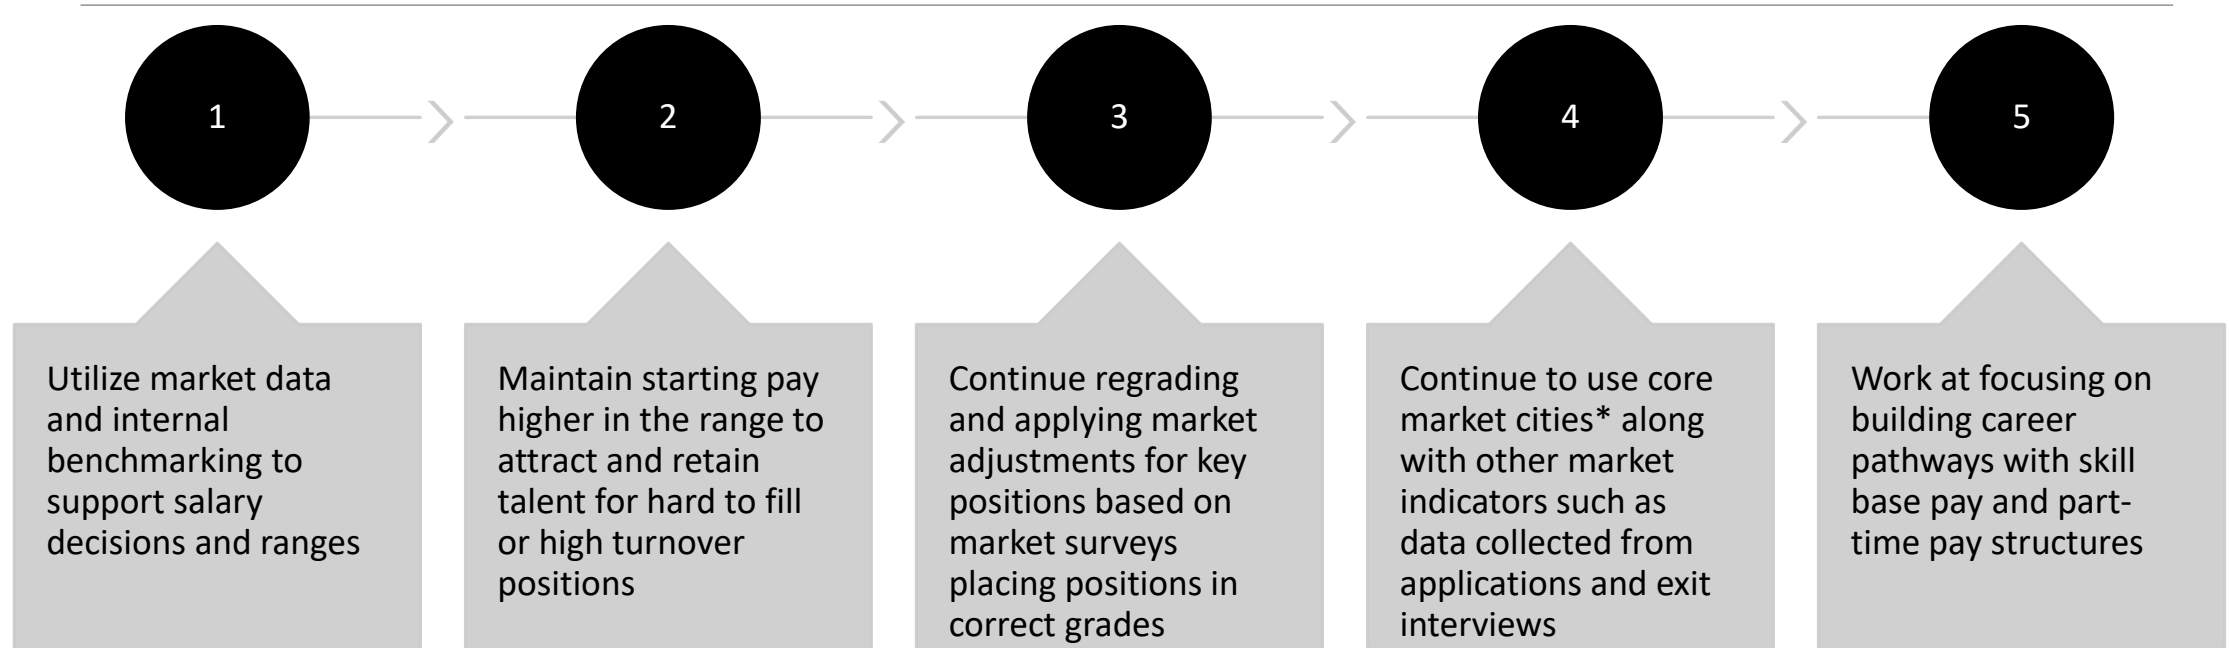 1
2
3
4
5
Utilize market data
and internal
benchmarking to
support salary
decisions and ranges
Maintain starting pay
higher in the range to
attract and retain
talent for hard to fill
or high turnover
positions
Continue regrading
and applying market
adjustments for key
positions based on
market surveys
placing positions in
correct grades
Continue to use core
market cities* along
with other market
indicators such as
data collected from
applications and exit
interviews
Work at focusing on
building career
pathways with skill
base pay and part-
time pay structures